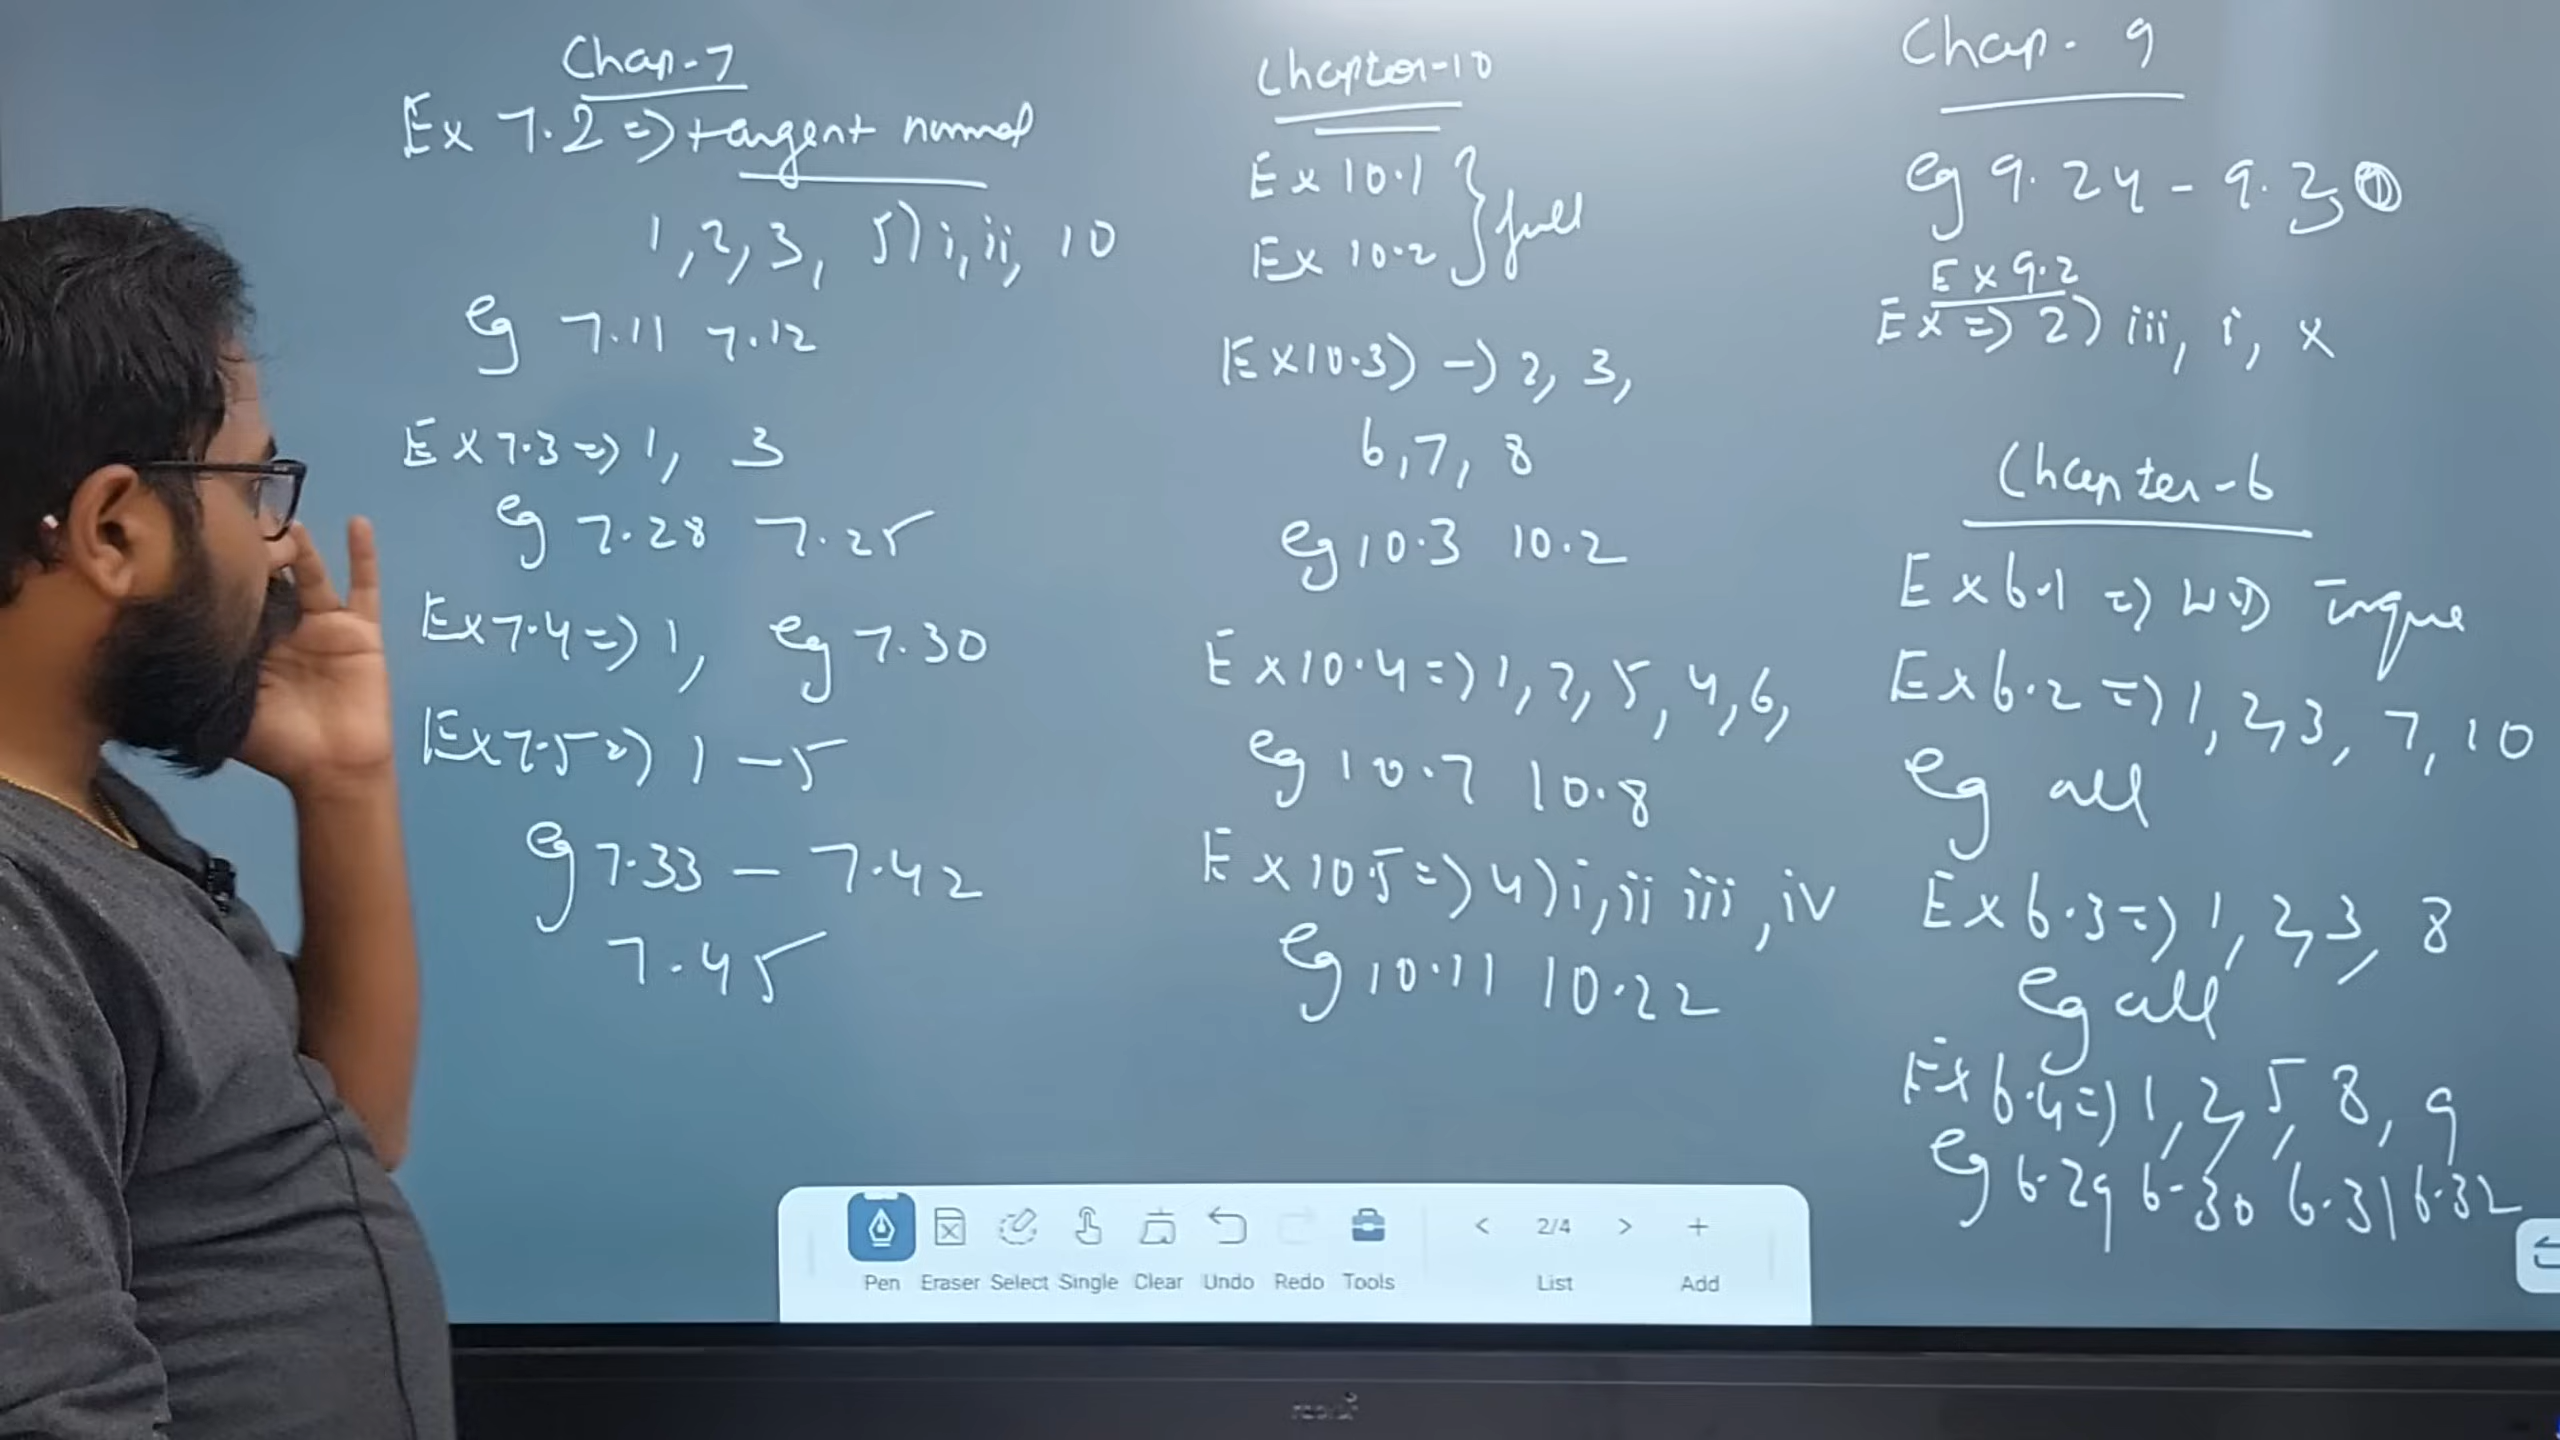 Chap-7
Ex 7.2 => tangent normal
1, 2, 3, 5) i, ii, 10
eg 7.11 7.12
Ex 7.3 => 1, 3
eg 7.28 7.25
Ex 7.4 => 1, eg 7.30
Ex 7.5 => 1 - 5
eg 7.33 - 7.42
7.45
Chapter-10
Ex 10.1
Ex 10.2 } full
Ex 10.3) -> 2, 3,
6, 7, 8
eg 10.3 10.2
Ex 10.4 => 1, 2, 5, 4, 6,
eg 10.7 10.8
Ex 10.5 => 4) i, ii iii, iv
eg 10.11 10.22
Chap- 9
eg 9.24 - 9.3
Ex 9.2
Ex => 2) iii, i, x
Chapter-6
Ex 6.1 => W.D Torque
Ex 6.2 => 1, 2, 3, 7, 10
eg all
Ex 6.3 => 1, 2, 3, 8
eg all
Ex 6.4 => 1, 2, 5, 8, 9
eg 6.29 6.30 6.31 6.32
2/4
Pen Eraser Select Single Clear Undo Redo Tools List Add